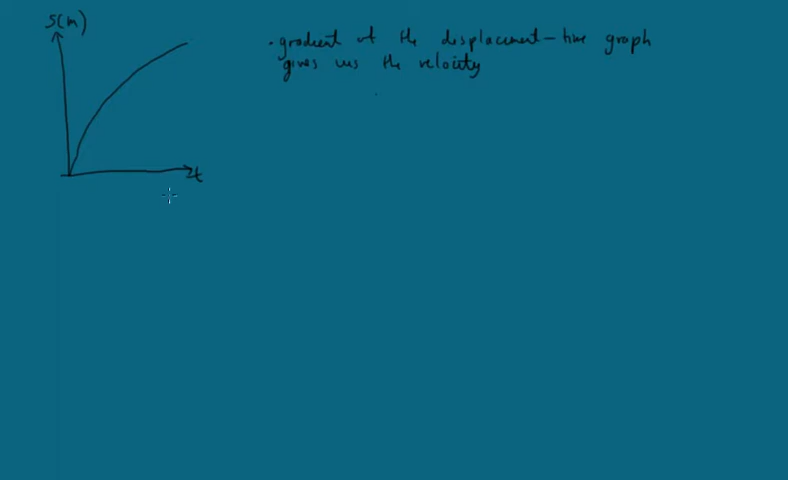 S(m)
• gradient of the displacement - time graph
gives us the velocity
t